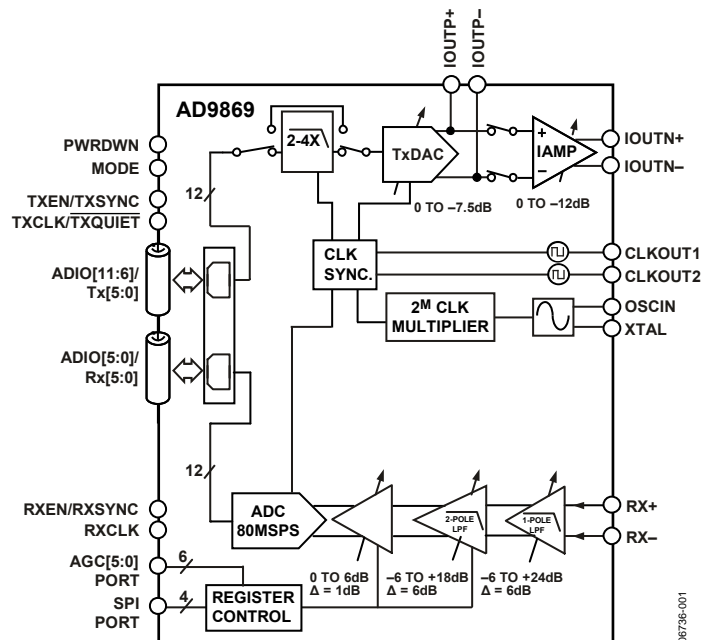 IOUTP+
IOUTP–
AD9869
PWRDWN
MODE
TXEN/TXSYNC
TXCLK/TXQUIET
ADIO[11:6]/
Tx[5:0]
ADIO[5:0]/
Rx[5:0]
RXEN/RXSYNC
RXCLK
AGC[5:0]
PORT
SPI
PORT
12
12
6
4
2-4X
TxDAC
0 TO –7.5dB
+
–
IAMP
0 TO –12dB
IOUTN+
IOUTN–
CLK
SYNC.
CLKOUT1
CLKOUT2
2M CLK
MULTIPLIER
OSCIN
XTAL
ADC
80MSPS
2-POLE
LPF
1-POLE
LPF
RX+
RX–
0 TO 6dB
Δ = 1dB
–6 TO +18dB
Δ = 6dB
–6 TO +24dB
Δ = 6dB
REGISTER
CONTROL
06736-001